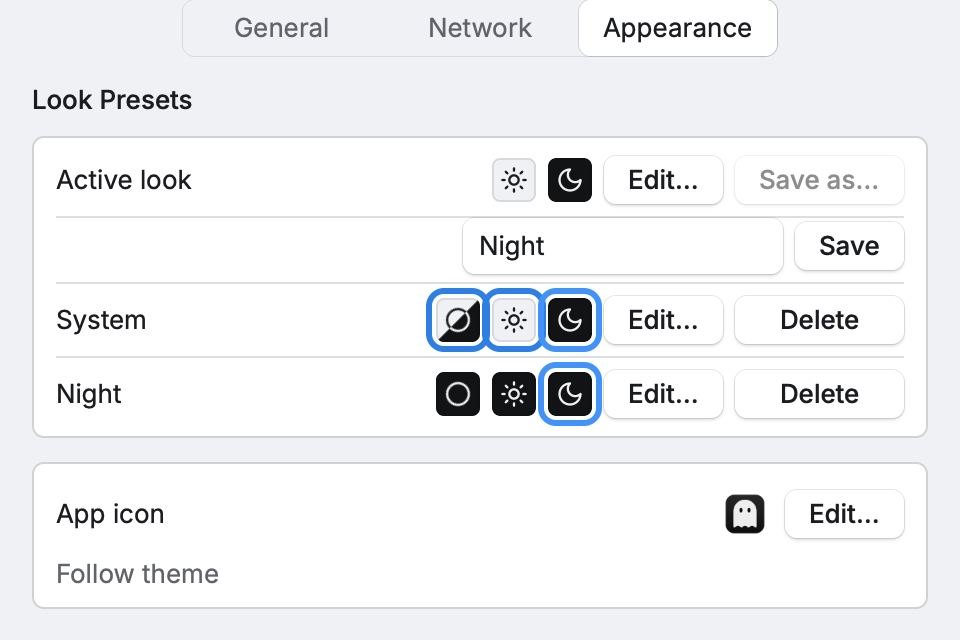 General Network Appearance
Look Presets
Active look Edit... Save as...
Night Save
System Edit... Delete
Night Edit... Delete
App icon Edit...
Follow theme